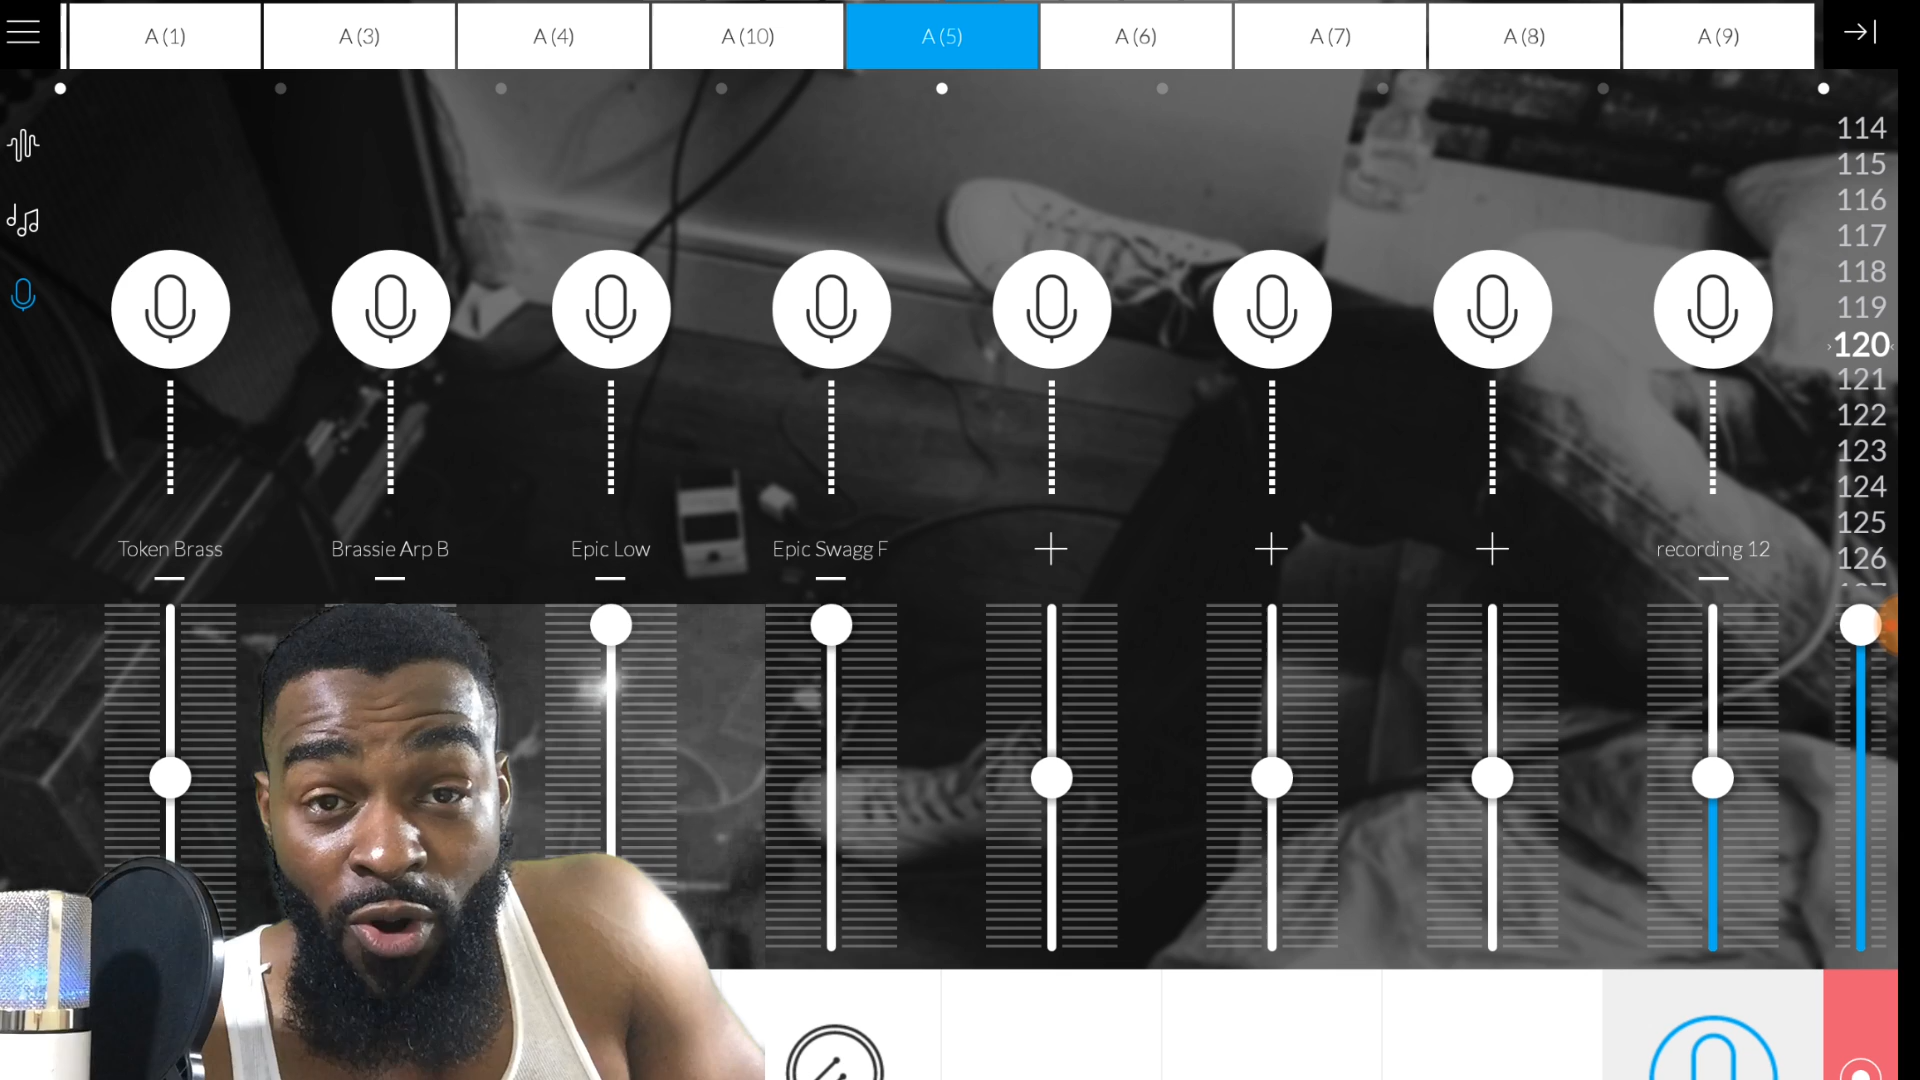 A (1)
A (3)
A (4)
A (10)
A (5)
A (6)
A (7)
A (8)
A (9)
114
115
116
117
118
119
120
121
122
123
124
125
126
Token Brass
Brassie Arp B
Epic Low
Epic Swagg F
recording 12